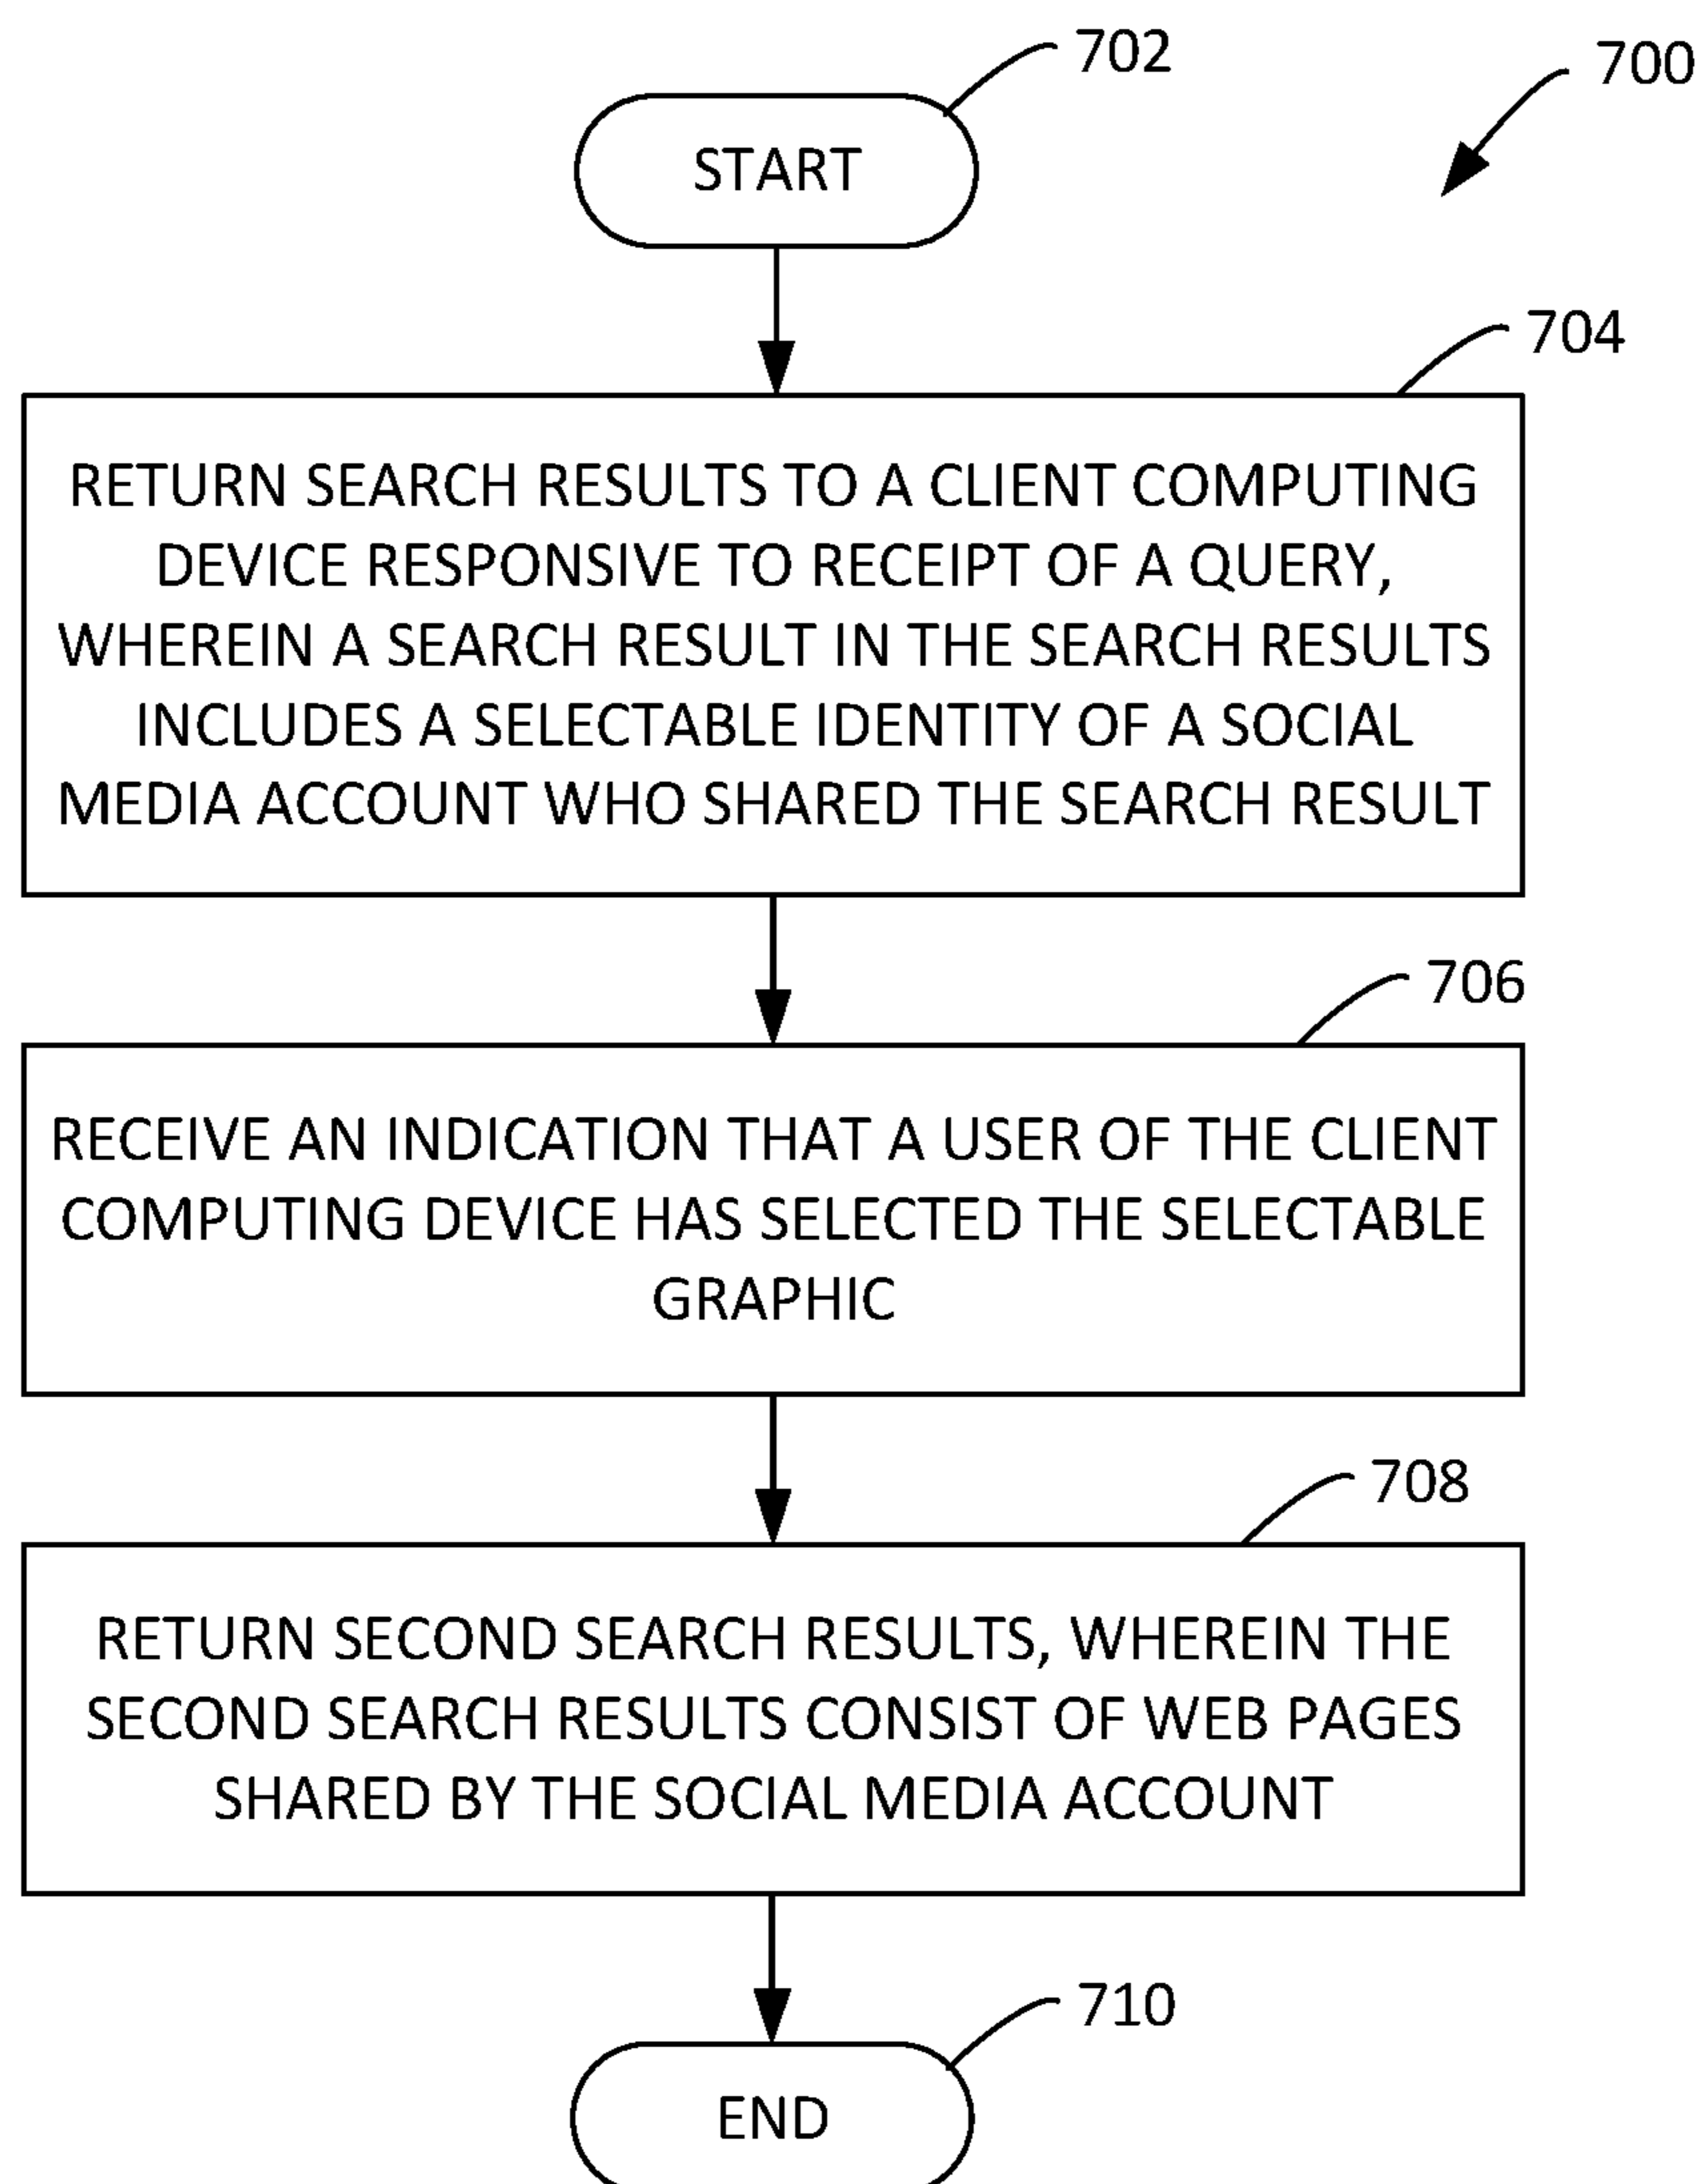 702
700
START
704
RETURN SEARCH RESULTS TO A CLIENT COMPUTING
DEVICE RESPONSIVE TO RECEIPT OF A QUERY,
WHEREIN A SEARCH RESULT IN THE SEARCH RESULTS
INCLUDES A SELECTABLE IDENTITY OF A SOCIAL
MEDIA ACCOUNT WHO SHARED THE SEARCH RESULT
706
RECEIVE AN INDICATION THAT A USER OF THE CLIENT
COMPUTING DEVICE HAS SELECTED THE SELECTABLE
GRAPHIC
708
RETURN SECOND SEARCH RESULTS, WHEREIN THE
SECOND SEARCH RESULTS CONSIST OF WEB PAGES
SHARED BY THE SOCIAL MEDIA ACCOUNT
710
END